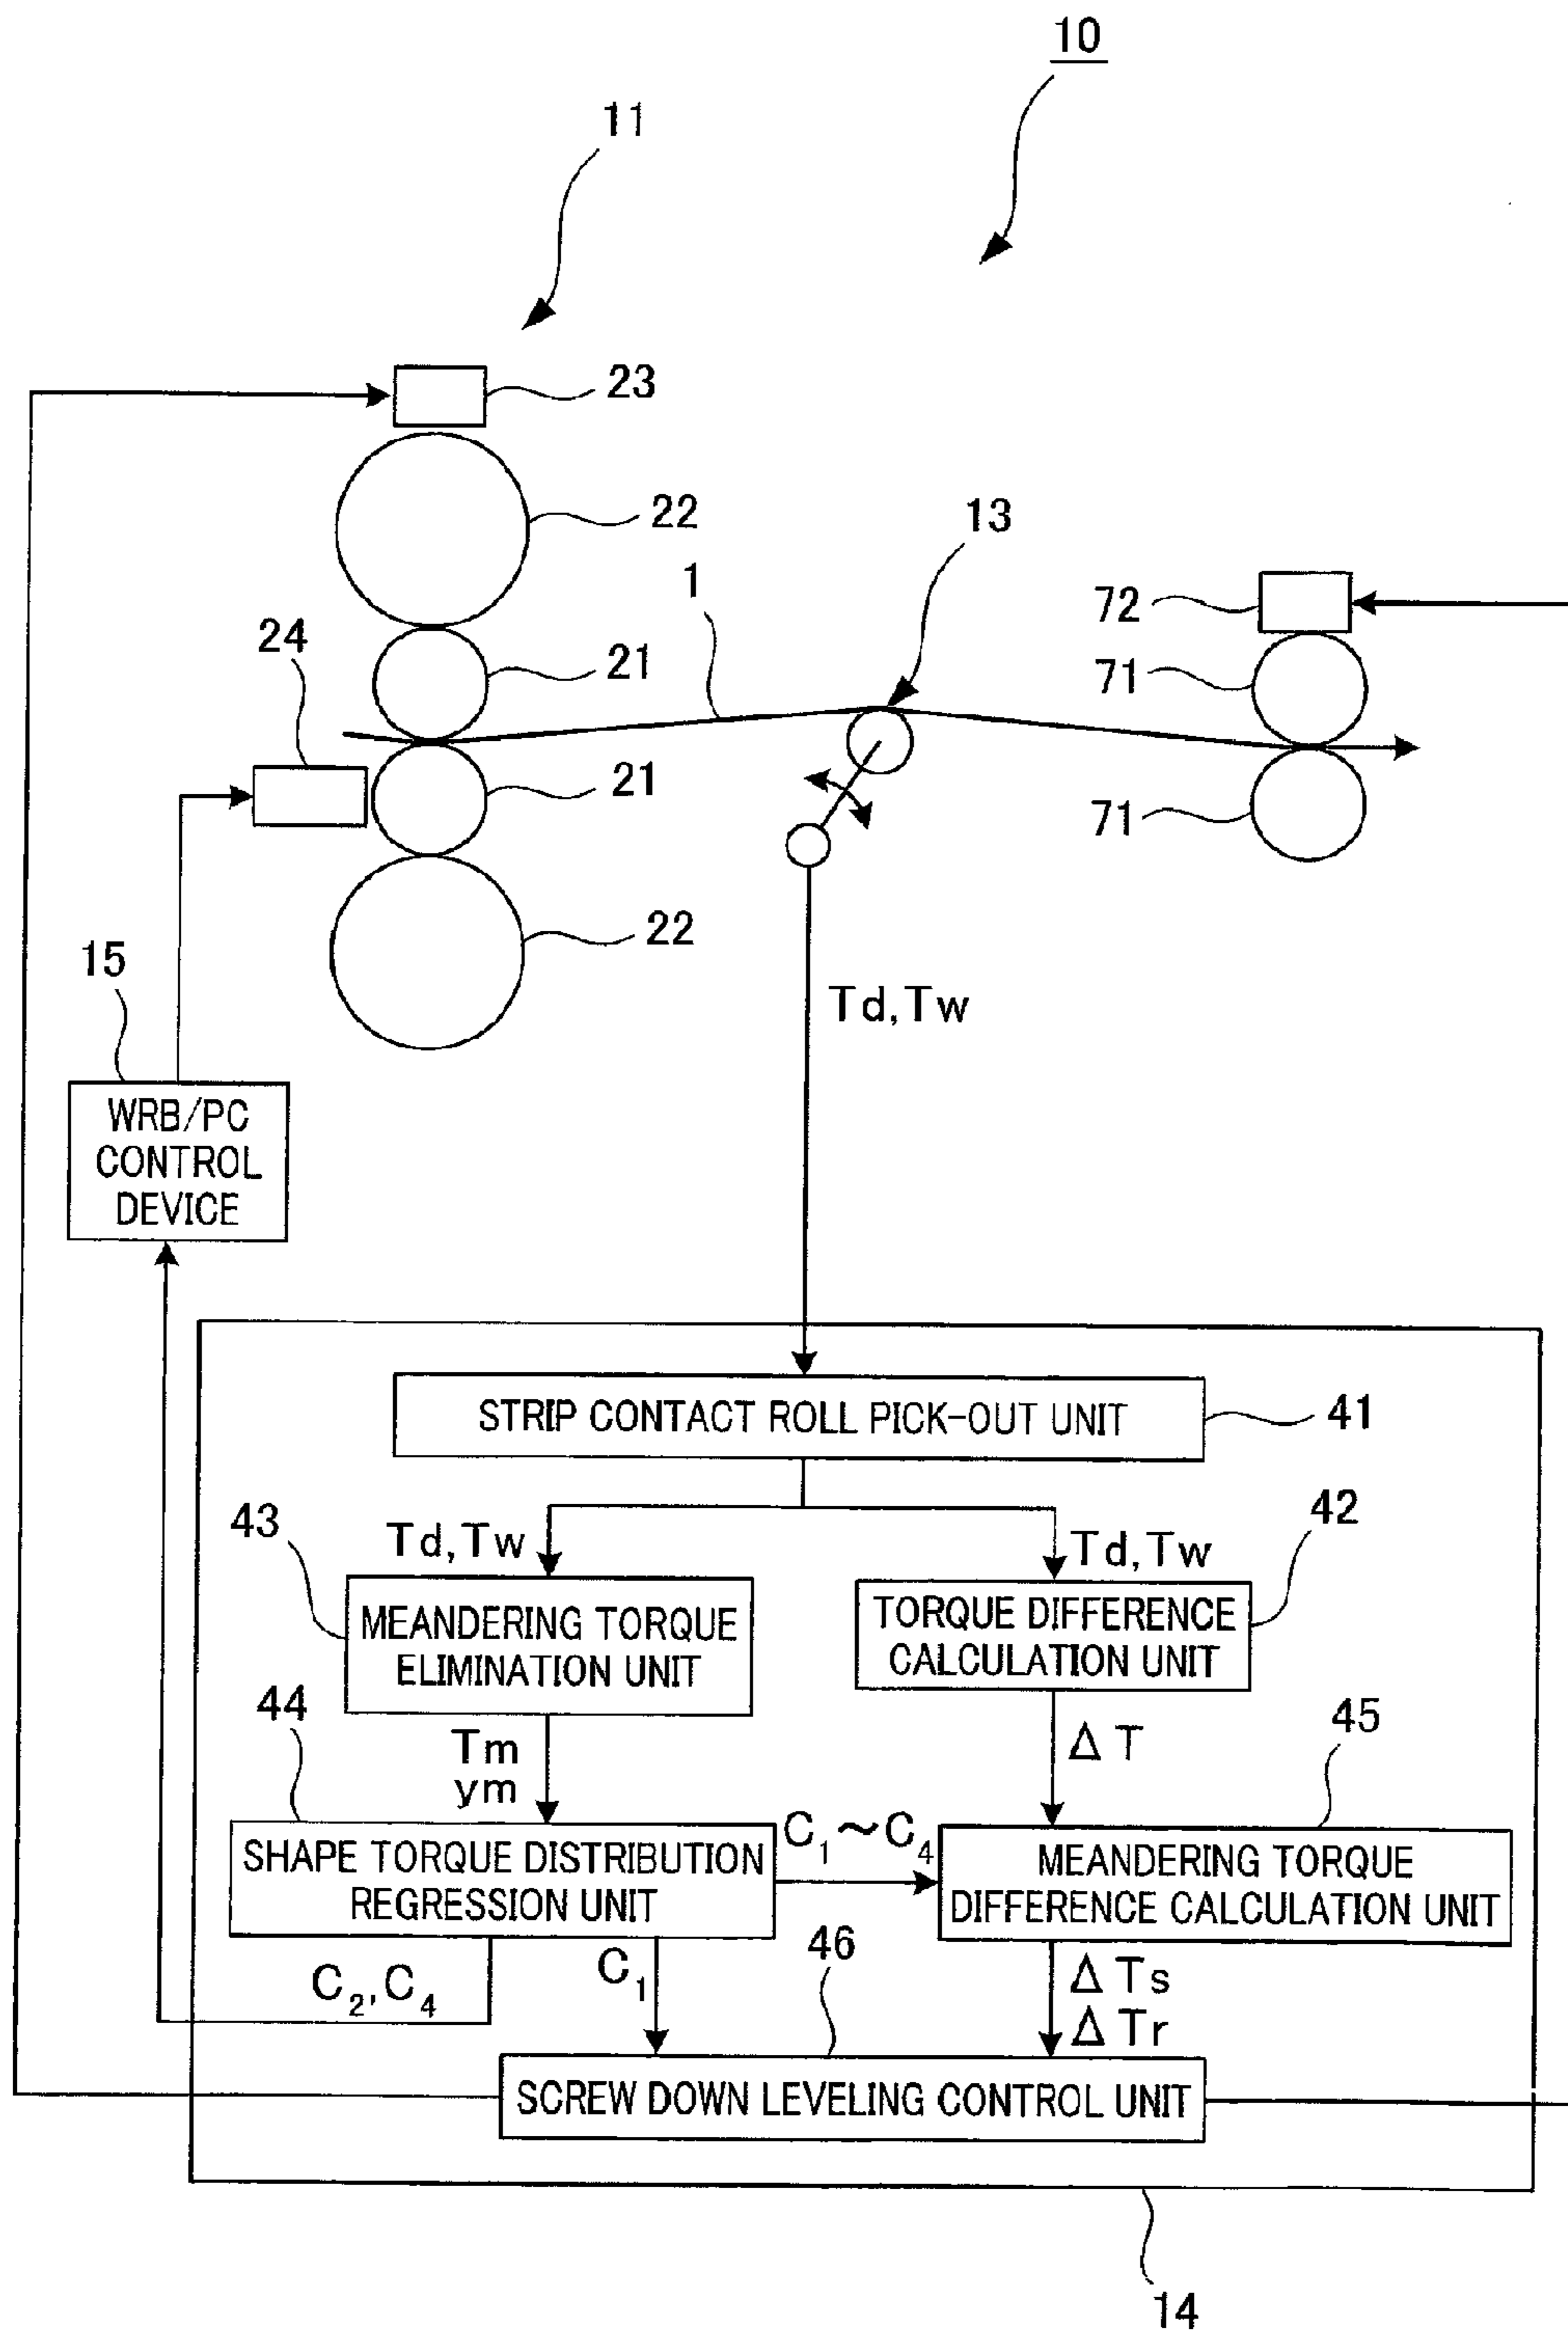 10
11
23
22
13
1
72
24
21
71
21
71
22
15
Td,Tw
WRB/PC
CONTROL
DEVICE
STRIP CONTACT ROLL PICK-OUT UNIT
41
43
42
Td,Tw
Td,Tw
MEANDERING TORQUE
ELIMINATION UNIT
TORQUE DIFFERENCE
CALCULATION UNIT
44
45
Tm
ym
ΔT
C₁~C₄
SHAPE TORQUE DISTRIBUTION
REGRESSION UNIT
MEANDERING TORQUE
DIFFERENCE CALCULATION UNIT
46
C₂,C₄
C₁
ΔTs
ΔTr
SCREW DOWN LEVELING CONTROL UNIT
14